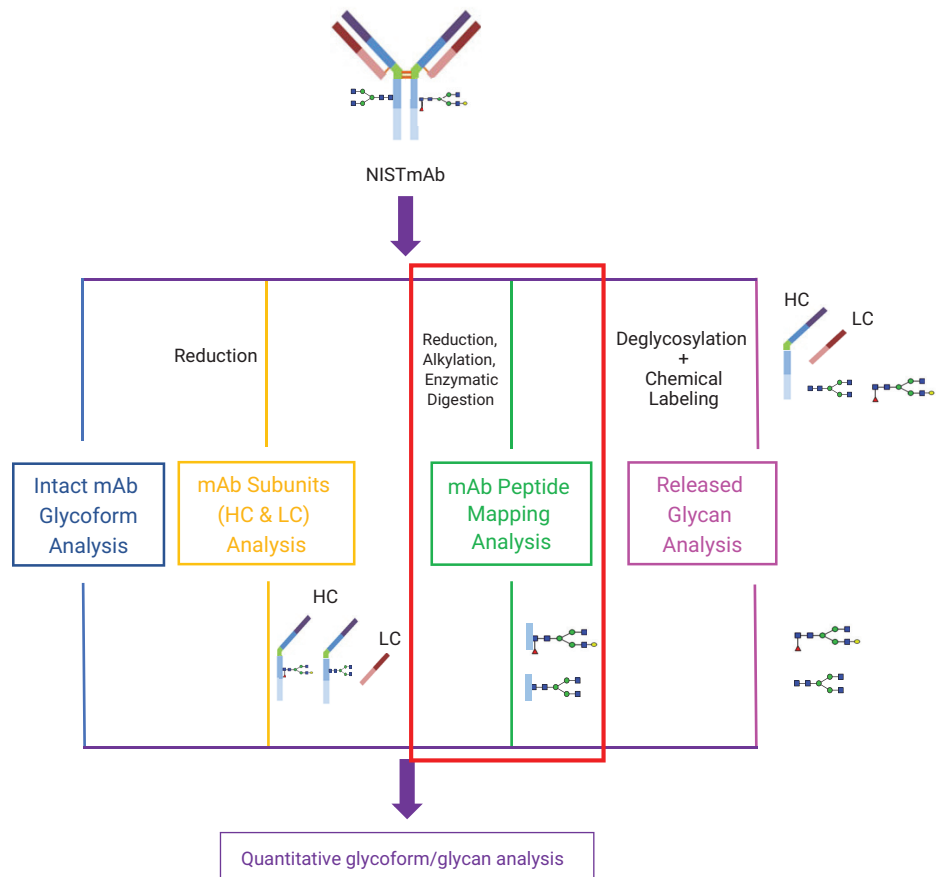 NISTmAb
Reduction
Reduction,
Alkylation,
Enzymatic
Digestion
Deglycosylation
+
Chemical
Labeling
HC
LC
Intact mAb
Glycoform
Analysis
mAb Subunits
(HC & LC)
Analysis
mAb Peptide
Mapping
Analysis
Released
Glycan
Analysis
HC
LC
Quantitative glycoform/glycan analysis